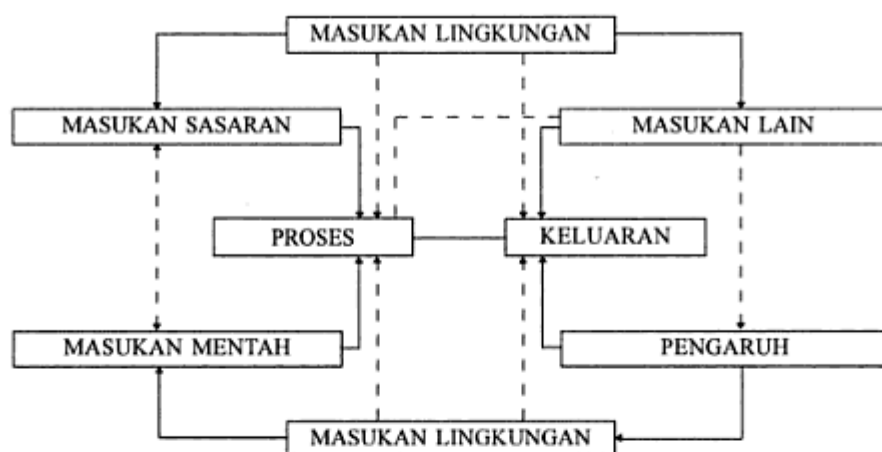 MASUKAN LINGKUNGAN
MASUKAN SASARAN
MASUKAN LAIN
PROSES
KELUARAN
MASUKAN MENTAH
PENGARUH
MASUKAN LINGKUNGAN